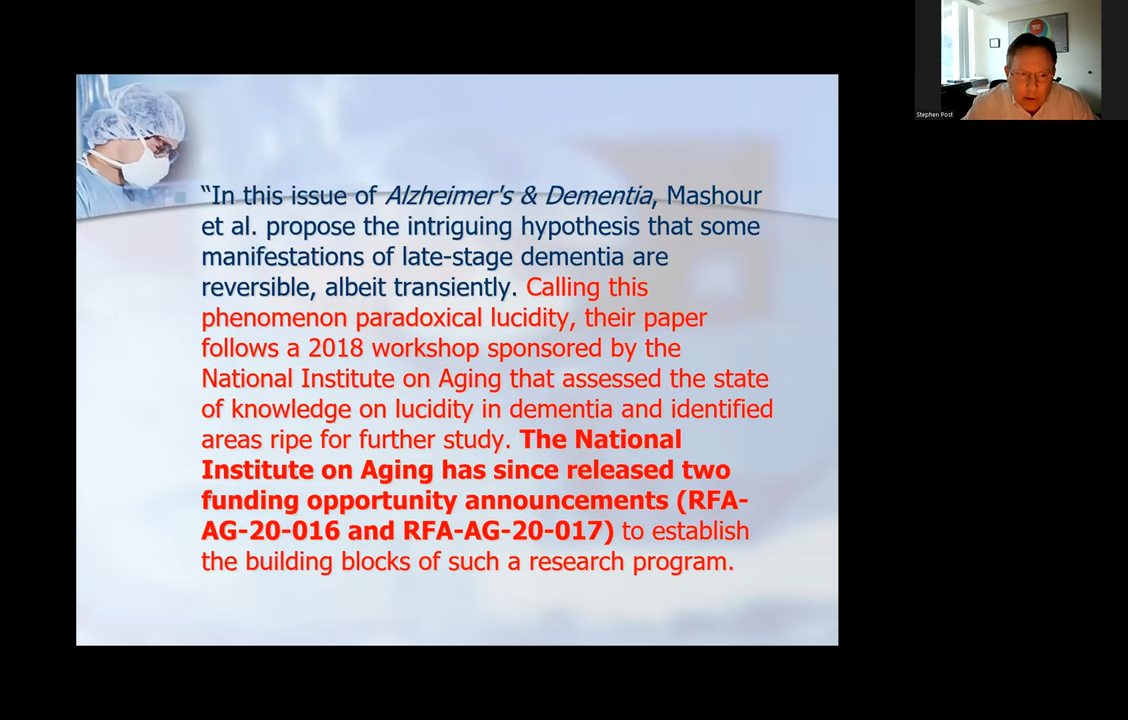 “In this issue of Alzheimer's & Dementia, Mashour
et al. propose the intriguing hypothesis that some
manifestations of late-stage dementia are
reversible, albeit transiently. Calling this
phenomenon paradoxical lucidity, their paper
follows a 2018 workshop sponsored by the
National Institute on Aging that assessed the state
of knowledge on lucidity in dementia and identified
areas ripe for further study. The National
Institute on Aging has since released two
funding opportunity announcements (RFA-
AG-20-016 and RFA-AG-20-017) to establish
the building blocks of such a research program.
Stephen Post